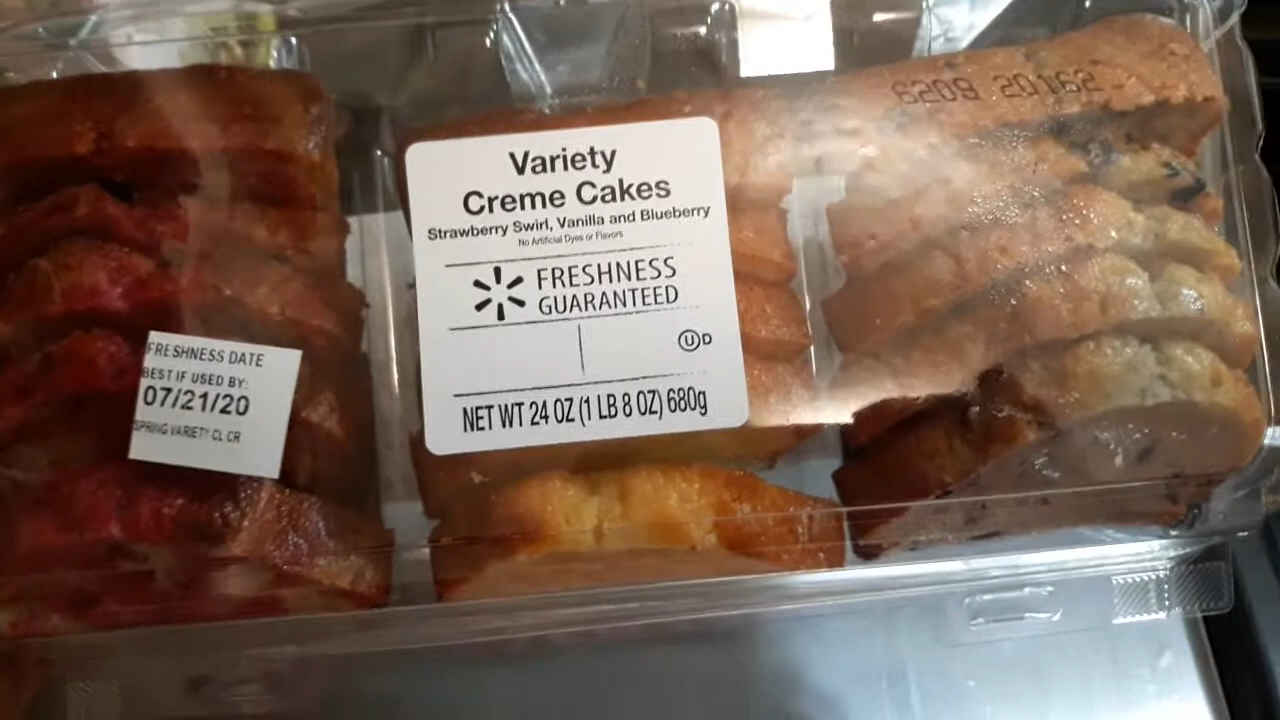 6209 20162
Variety
Creme Cakes
Strawberry Swirl, Vanilla and Blueberry
No Artificial Dyes or Flavors
FRESHNESS
GUARANTEED
U D
NET WT 24 OZ (1 LB 8 OZ) 680g
FRESHNESS DATE
BEST IF USED BY:
07/21/20
SPRING VARIETY CL CR